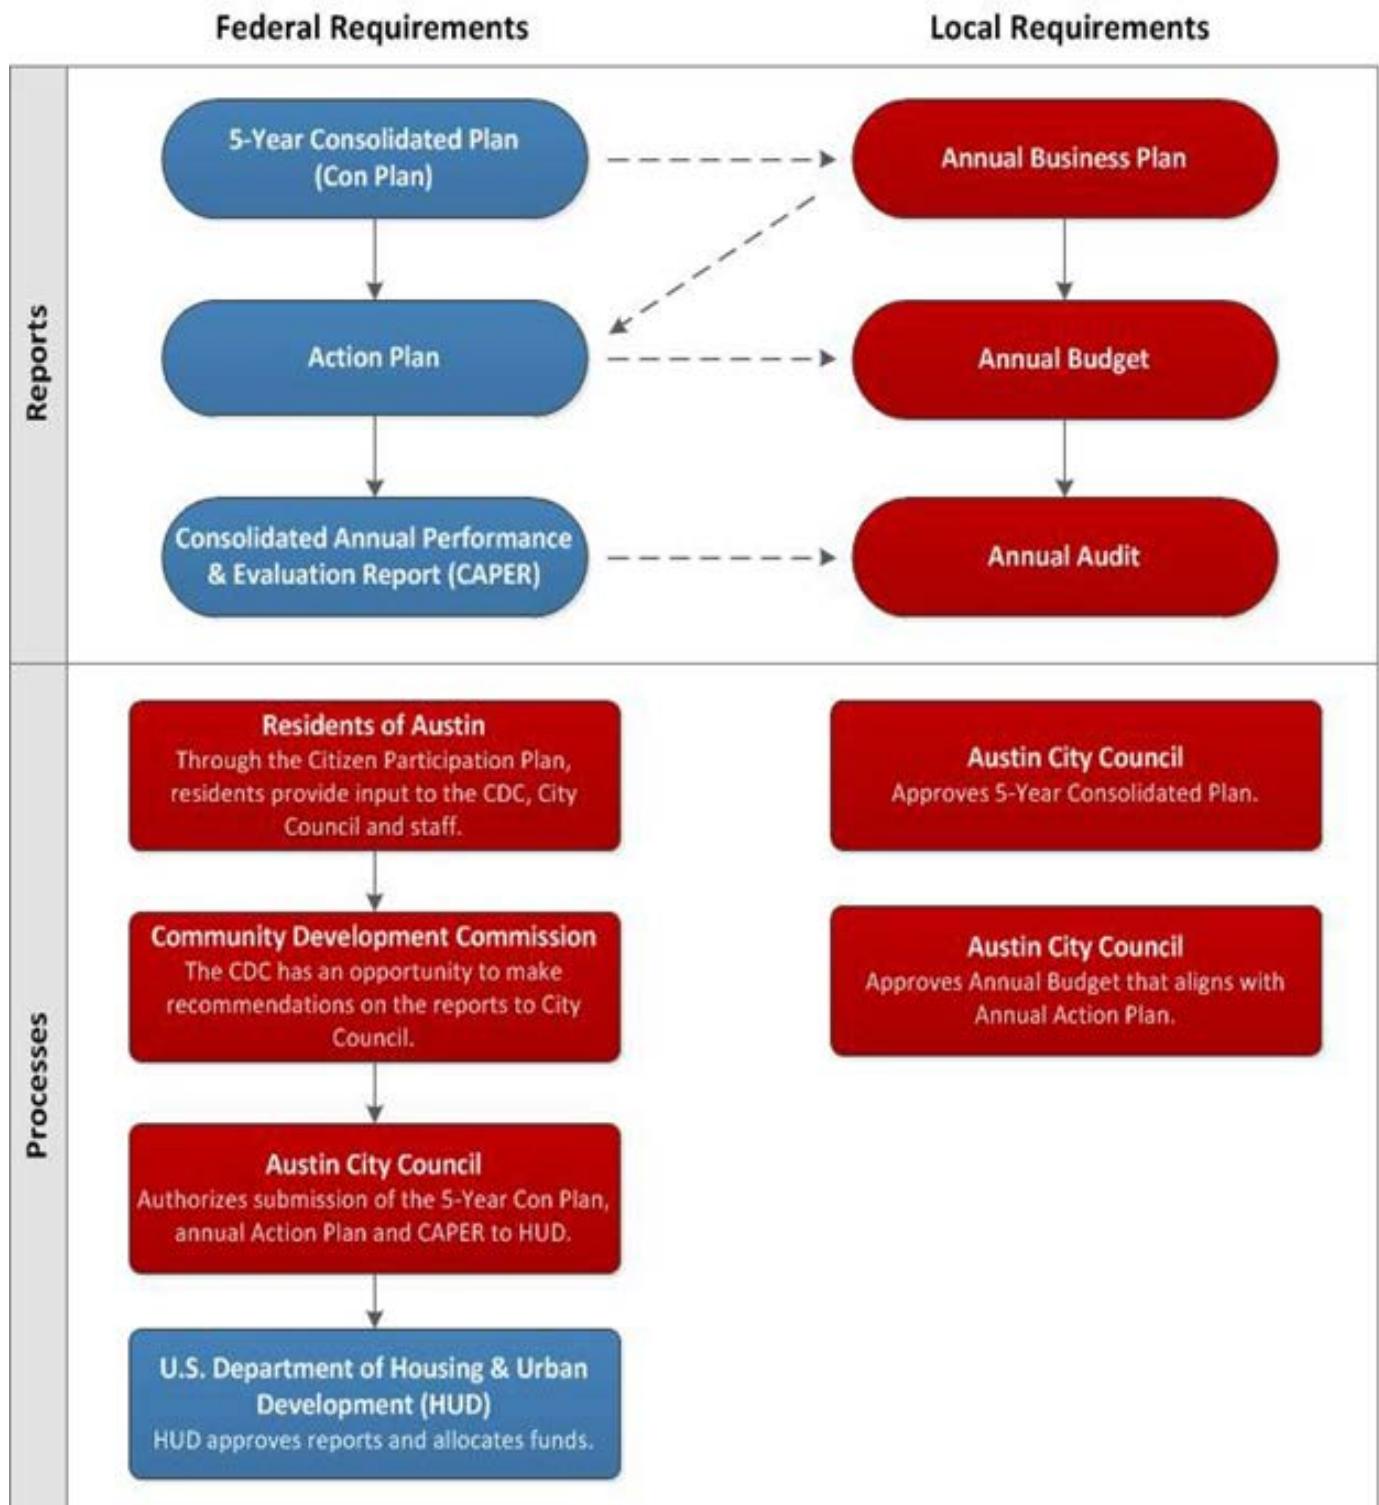 Federal Requirements
Local Requirements
Reports
5-Year Consolidated Plan
(Con Plan)
Annual Business Plan
Action Plan
Annual Budget
Consolidated Annual Performance
& Evaluation Report (CAPER)
Annual Audit
Processes
Residents of Austin
Through the Citizen Participation Plan,
residents provide input to the CDC, City
Council and staff.
Community Development Commission
The CDC has an opportunity to make
recommendations on the reports to City
Council.
Austin City Council
Authorizes submission of the 5-Year Con Plan,
annual Action Plan and CAPER to HUD.
U.S. Department of Housing & Urban
Development (HUD)
HUD approves reports and allocates funds.
Austin City Council
Approves 5-Year Consolidated Plan.
Austin City Council
Approves Annual Budget that aligns with
Annual Action Plan.